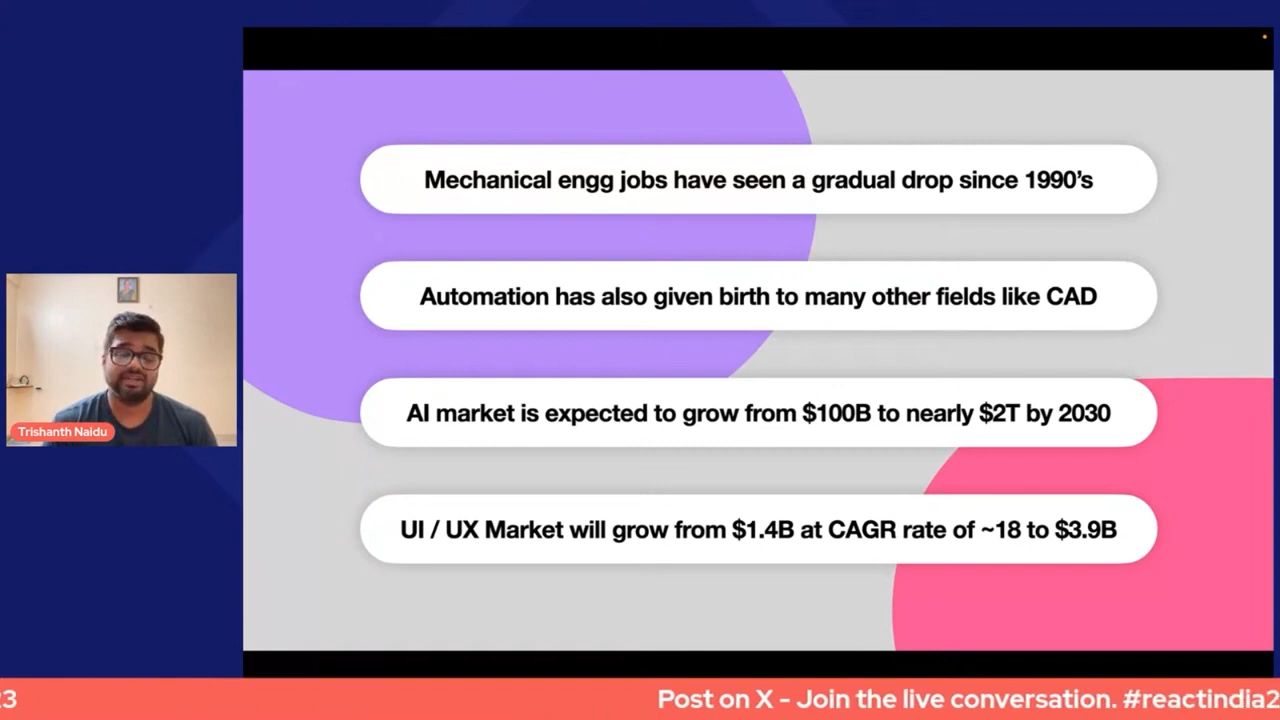 Mechanical engg jobs have seen a gradual drop since 1990’s
Automation has also given birth to many other fields like CAD
AI market is expected to grow from $100B to nearly $2T by 2030
UI / UX Market will grow from $1.4B at CAGR rate of ~18 to $3.9B
Trishanth Naidu
23 Post on X - Join the live conversation. #reactindia2